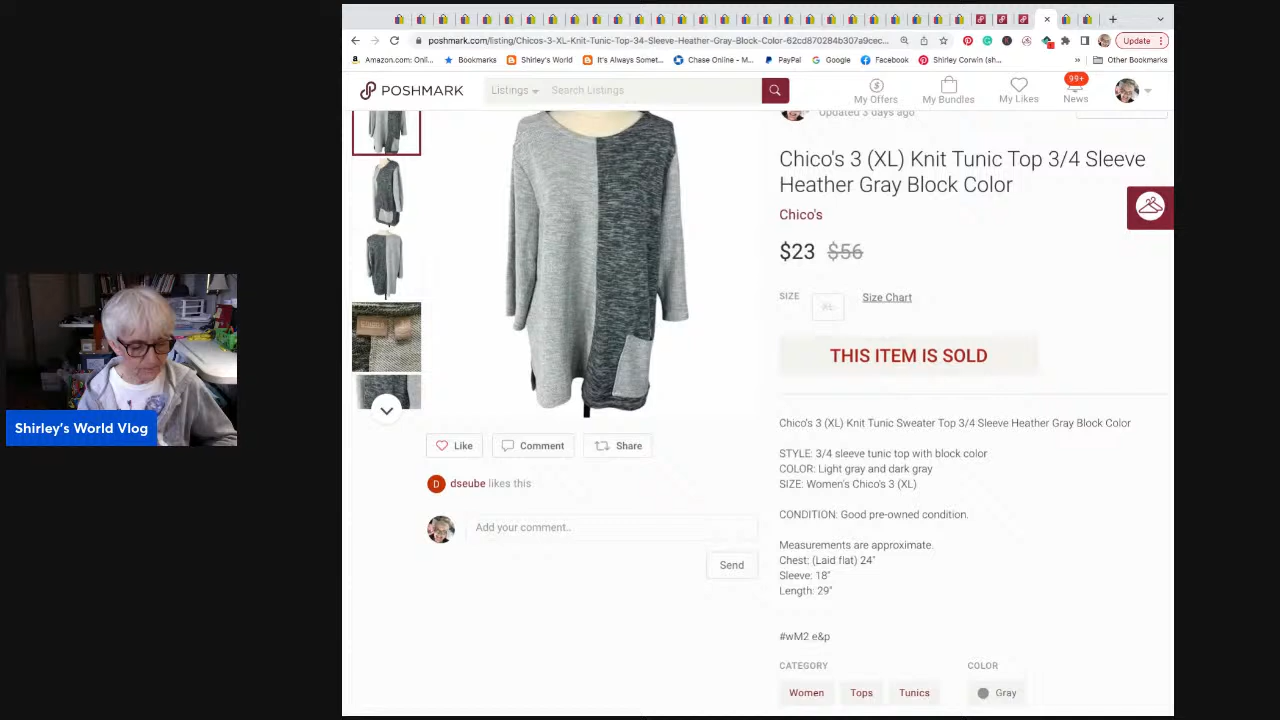 poshmark.com/listing/Chicos-3-XL-Knit-Tunic-Top-34-Sleeve-Heather-Gray-Block-Color-62cd870284b307a9cec...
Update
Amazon.com: Onli...
Bookmarks
Shirley's World
It's Always Somet...
Chase Online - M...
PayPal
Google
Facebook
Shirley Corwin (sh...
»
Other Bookmarks
POSHMARK
Listings
Search Listings
My Offers
My Bundles
My Likes
99+
News
Updated 3 days ago
Chico's 3 (XL) Knit Tunic Top 3/4 Sleeve
Heather Gray Block Color
Chico's
$23 $56
SIZE
XL
Size Chart
THIS ITEM IS SOLD
Chico's 3 (XL) Knit Tunic Sweater Top 3/4 Sleeve Heather Gray Block Color
STYLE: 3/4 sleeve tunic top with block color
COLOR: Light gray and dark gray
SIZE: Women's Chico's 3 (XL)
CONDITION: Good pre-owned condition.
Measurements are approximate.
Chest: (Laid flat) 24"
Sleeve: 18"
Length: 29"
#wM2 e&p
CATEGORY
COLOR
Women
Tops
Tunics
Gray
Like
Comment
Share
D
dseube likes this
Add your comment..
Send
Shirley's World Vlog